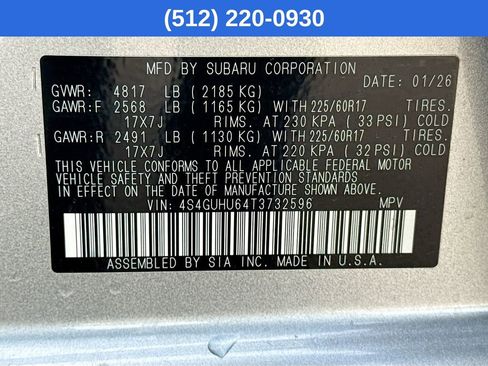 (512) 220-0930
MFD BY SUBARU CORPORATION
DATE: 01/26
GVWR: 4817 LB (2185 KG)
GAWR:F 2568 LB (1165 KG) WITH 225/60R17 TIRES.
17X7J RIMS. AT 230 KPA (33 PSI) COLD
GAWR:R 2491 LB (1130 KG) WITH 225/60R17 TIRES.
17X7J RIMS. AT 220 KPA (32 PSI) COLD
THIS VEHICLE CONFORMS TO ALL APPLICABLE FEDERAL MOTOR
VEHICLE SAFETY AND THEFT PREVENTION STANDARDS
IN EFFECT ON THE DATE OF MANUFACTURE SHOWN ABOVE.
VIN: 4S4GUHU64T3732596 MPV
ASSEMBLED BY SIA INC. MADE IN U.S.A.